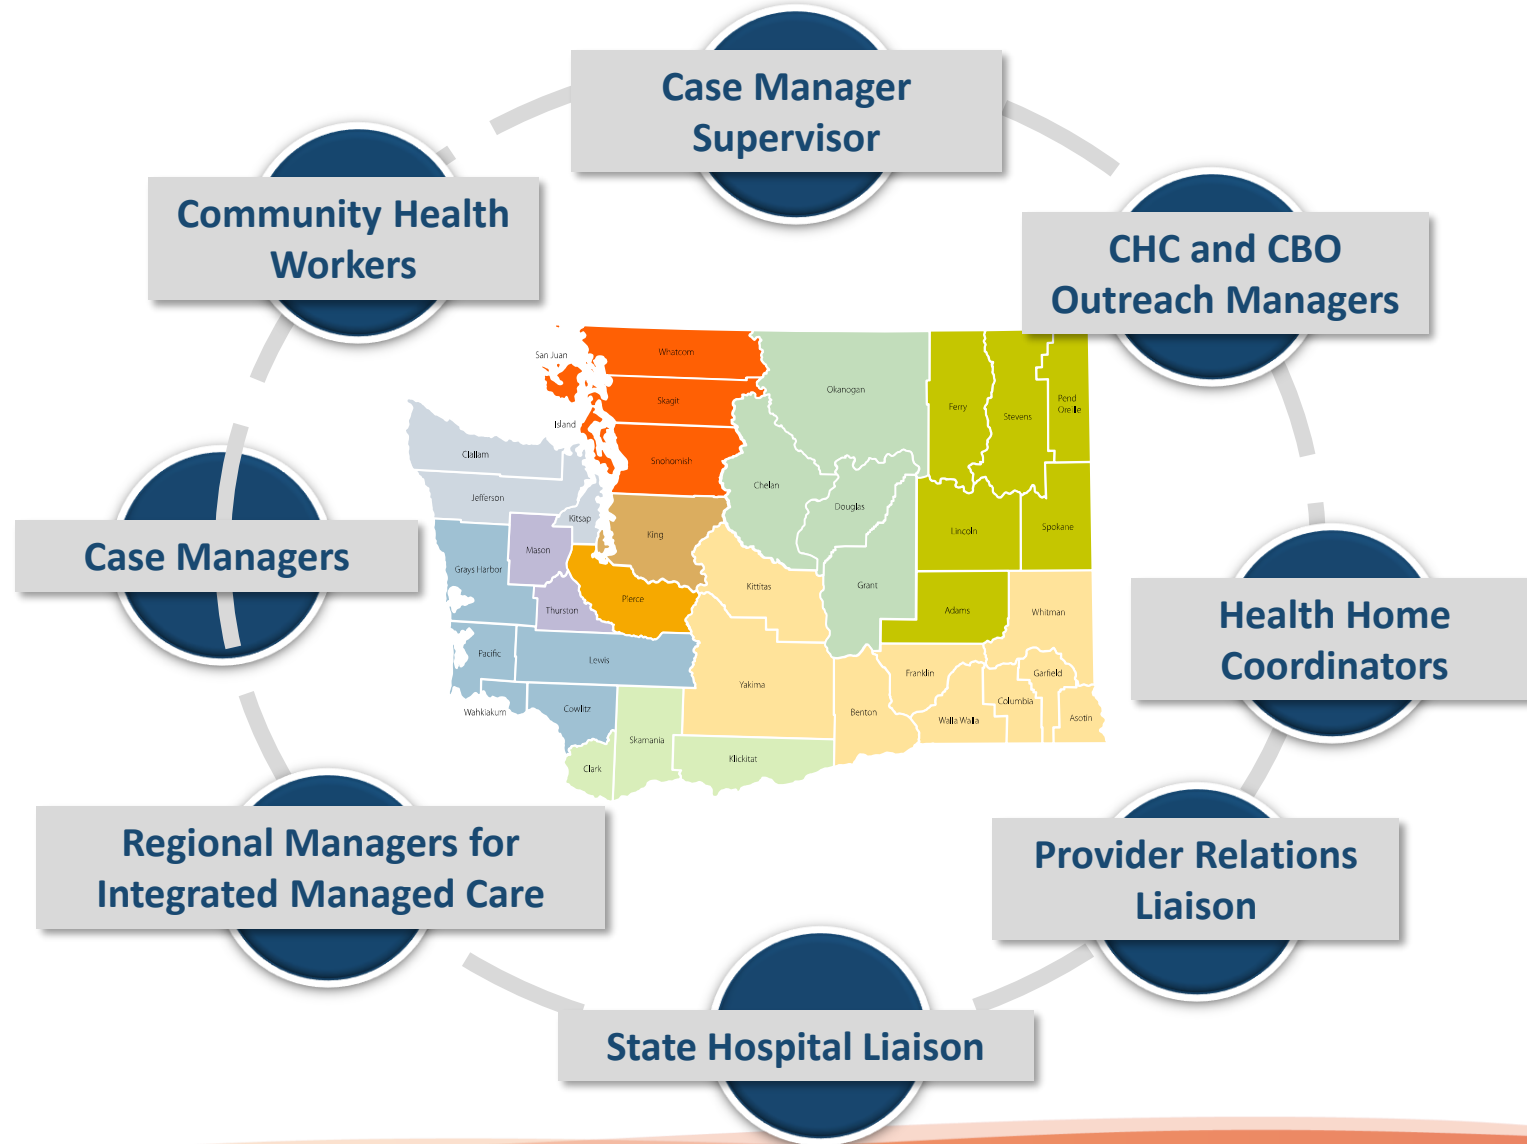 Case Manager
Supervisor
Community Health
Workers
CHC and CBO
Outreach Managers
Case Managers
Health Home
Coordinators
Regional Managers for
Integrated Managed Care
Provider Relations
Liaison
State Hospital Liaison
San Juan
Whatcom
Skagit
Island
Snohomish
Clallam
Jefferson
Kitsap
King
Mason
Grays Harbor
Thurston
Pierce
Pacific
Lewis
Wahkiakum
Cowlitz
Clark
Skamania
Klickitat
Okanogan
Chelan
Douglas
Grant
Kittitas
Yakima
Ferry
Stevens
Pend
Oreille
Lincoln
Spokane
Adams
Whitman
Franklin
Benton
Walla Walla
Columbia
Garfield
Asotin